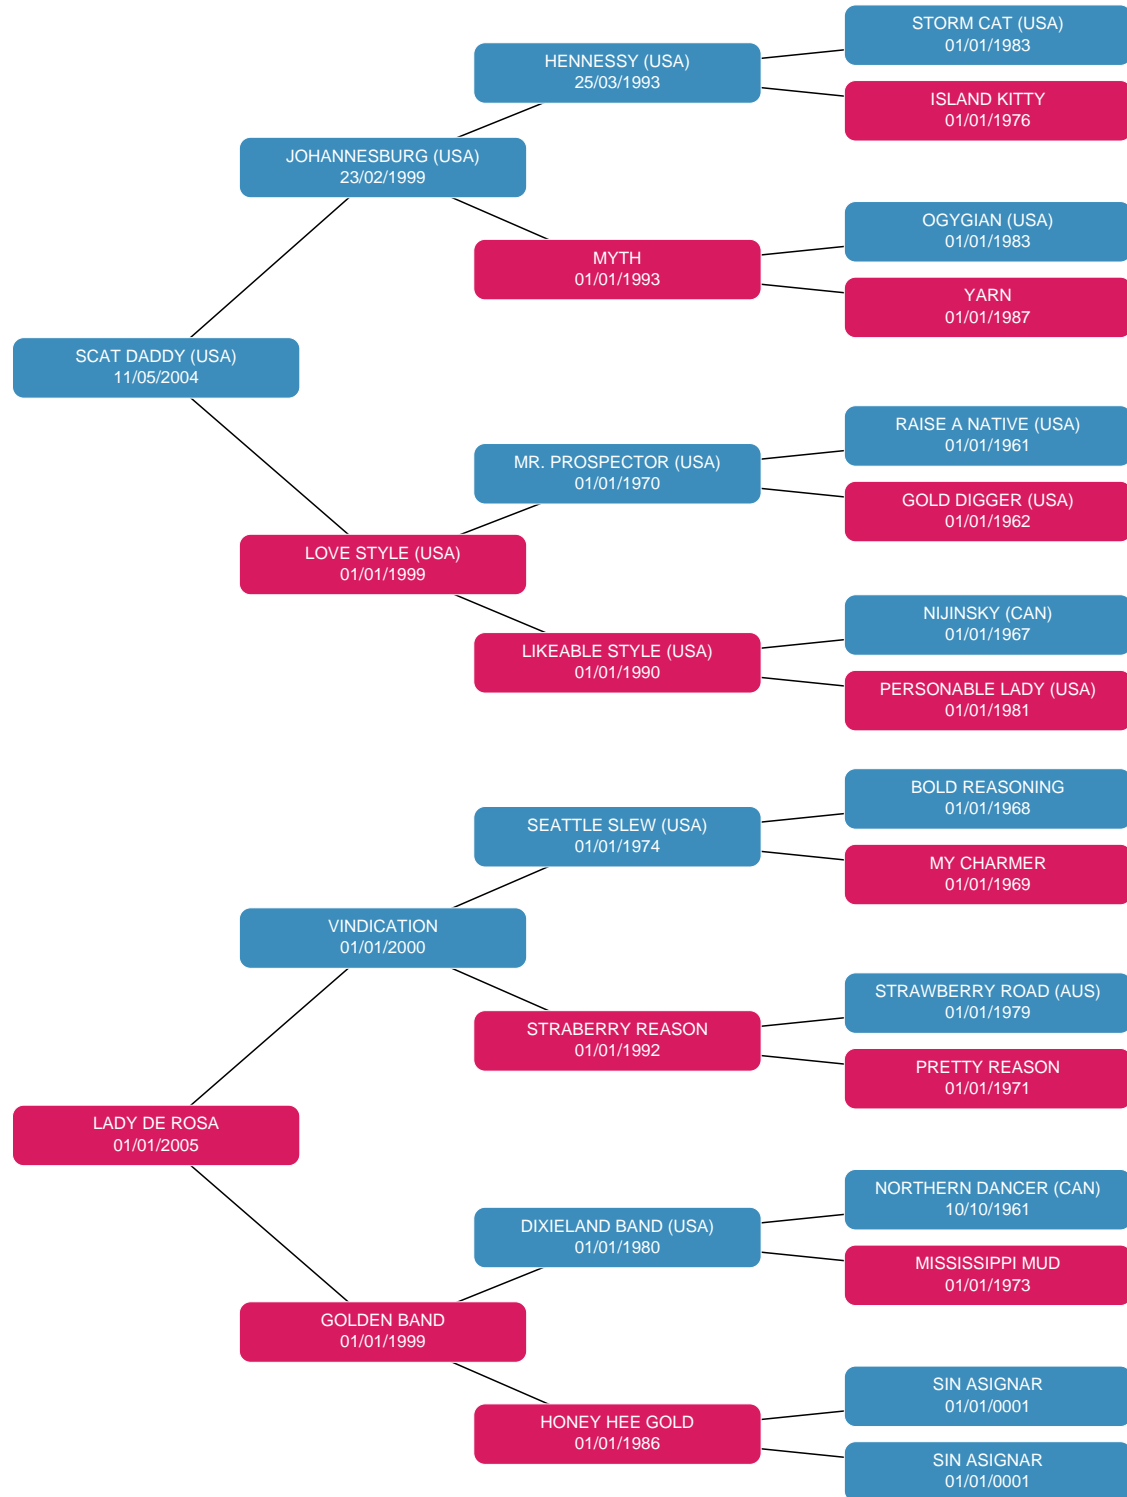 STORM CAT (USA)
01/01/1983
HENNESSY (USA)
25/03/1993
ISLAND KITTY
01/01/1976
JOHANNESBURG (USA)
23/02/1999
OGYGIAN (USA)
01/01/1983
MYTH
01/01/1993
YARN
01/01/1987
SCAT DADDY (USA)
11/05/2004
RAISE A NATIVE (USA)
01/01/1961
MR. PROSPECTOR (USA)
01/01/1970
GOLD DIGGER (USA)
01/01/1962
LOVE STYLE (USA)
01/01/1999
NIJINSKY (CAN)
01/01/1967
LIKEABLE STYLE (USA)
01/01/1990
PERSONABLE LADY (USA)
01/01/1981
BOLD REASONING
01/01/1968
SEATTLE SLEW (USA)
01/01/1974
MY CHARMER
01/01/1969
VINDICATION
01/01/2000
STRAWBERRY ROAD (AUS)
01/01/1979
STRABERRY REASON
01/01/1992
PRETTY REASON
01/01/1971
LADY DE ROSA
01/01/2005
NORTHERN DANCER (CAN)
10/10/1961
DIXIELAND BAND (USA)
01/01/1980
MISSISSIPPI MUD
01/01/1973
GOLDEN BAND
01/01/1999
SIN ASIGNAR
01/01/0001
HONEY HEE GOLD
01/01/1986
SIN ASIGNAR
01/01/0001